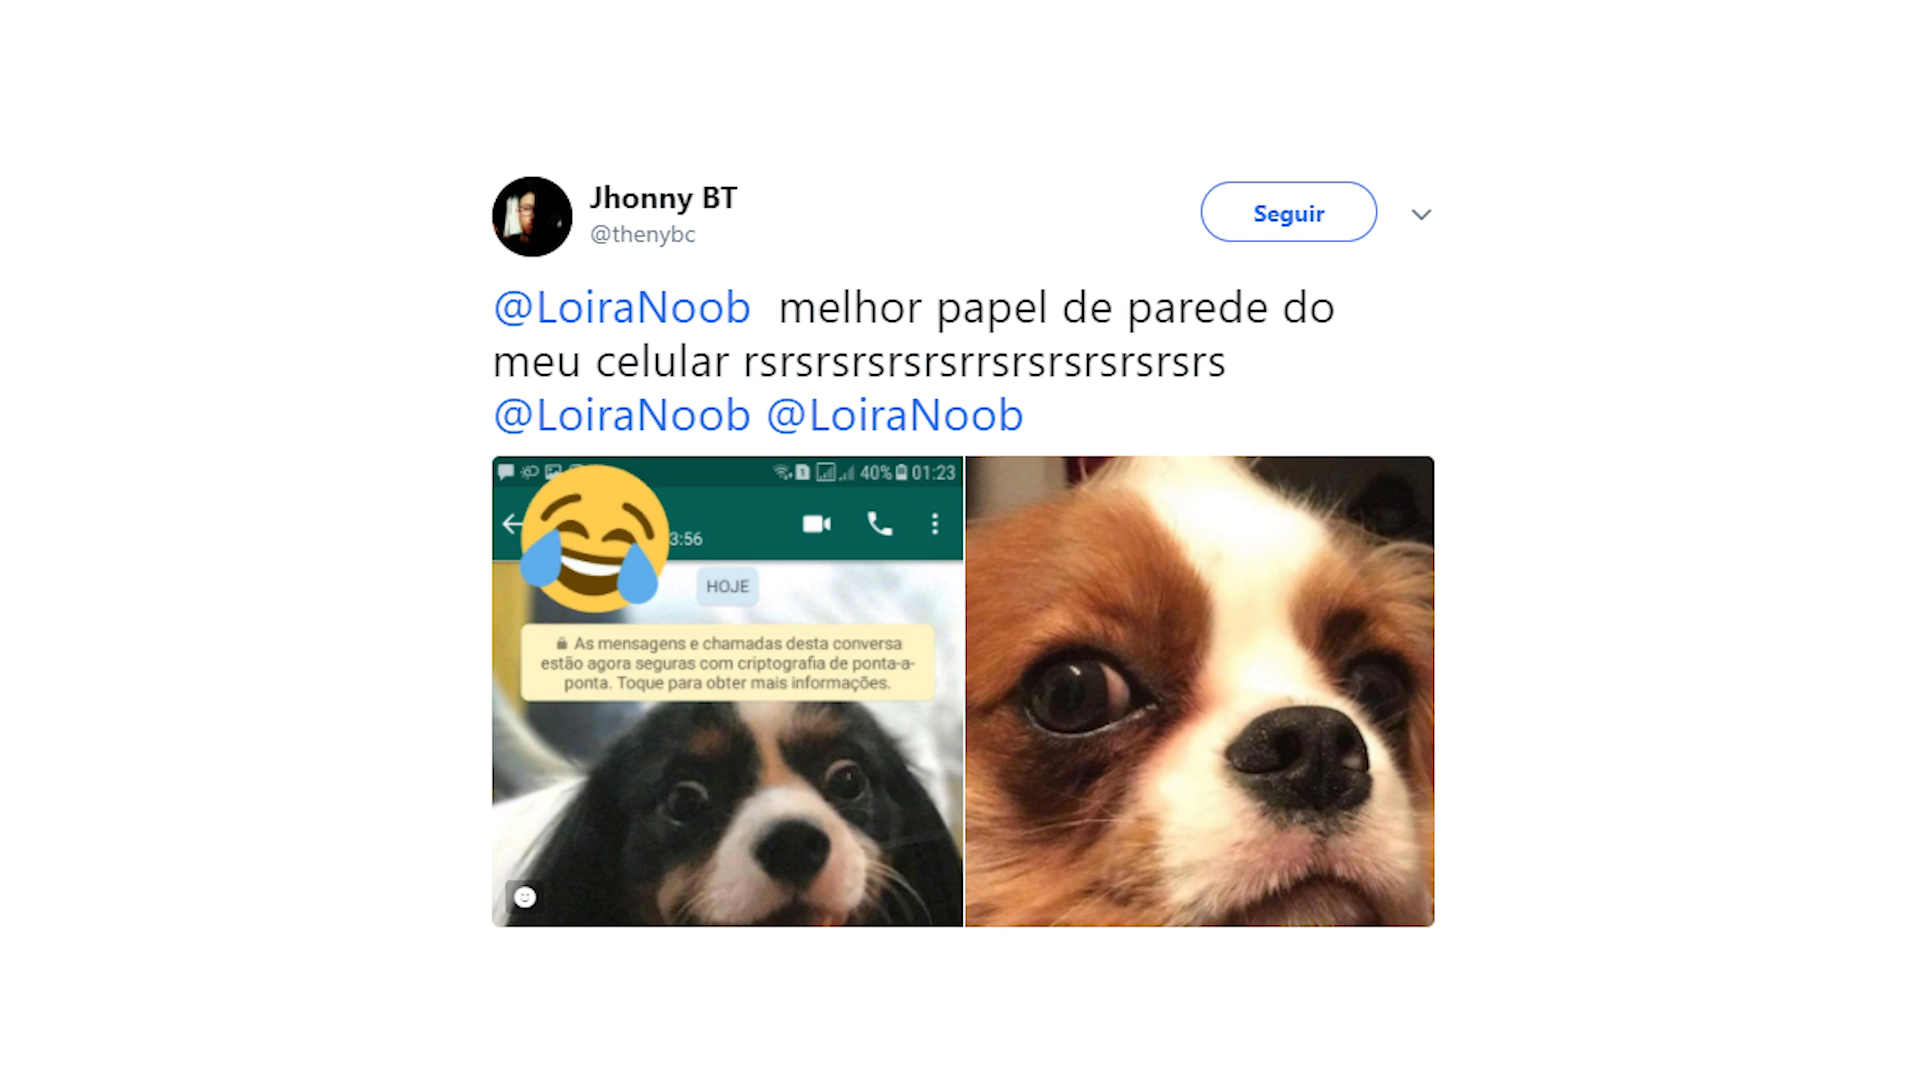 Jhonny BT
@thenybc
Seguir
@LoiraNoob melhor papel de parede do
meu celular rsrsrsrsrsrsrrsrsrsrsrsrsrs
@LoiraNoob @LoiraNoob
40% 01:23
3:56
HOJE
As mensagens e chamadas desta conversa
estão agora seguras com criptografia de ponta-a-
ponta. Toque para obter mais informações.